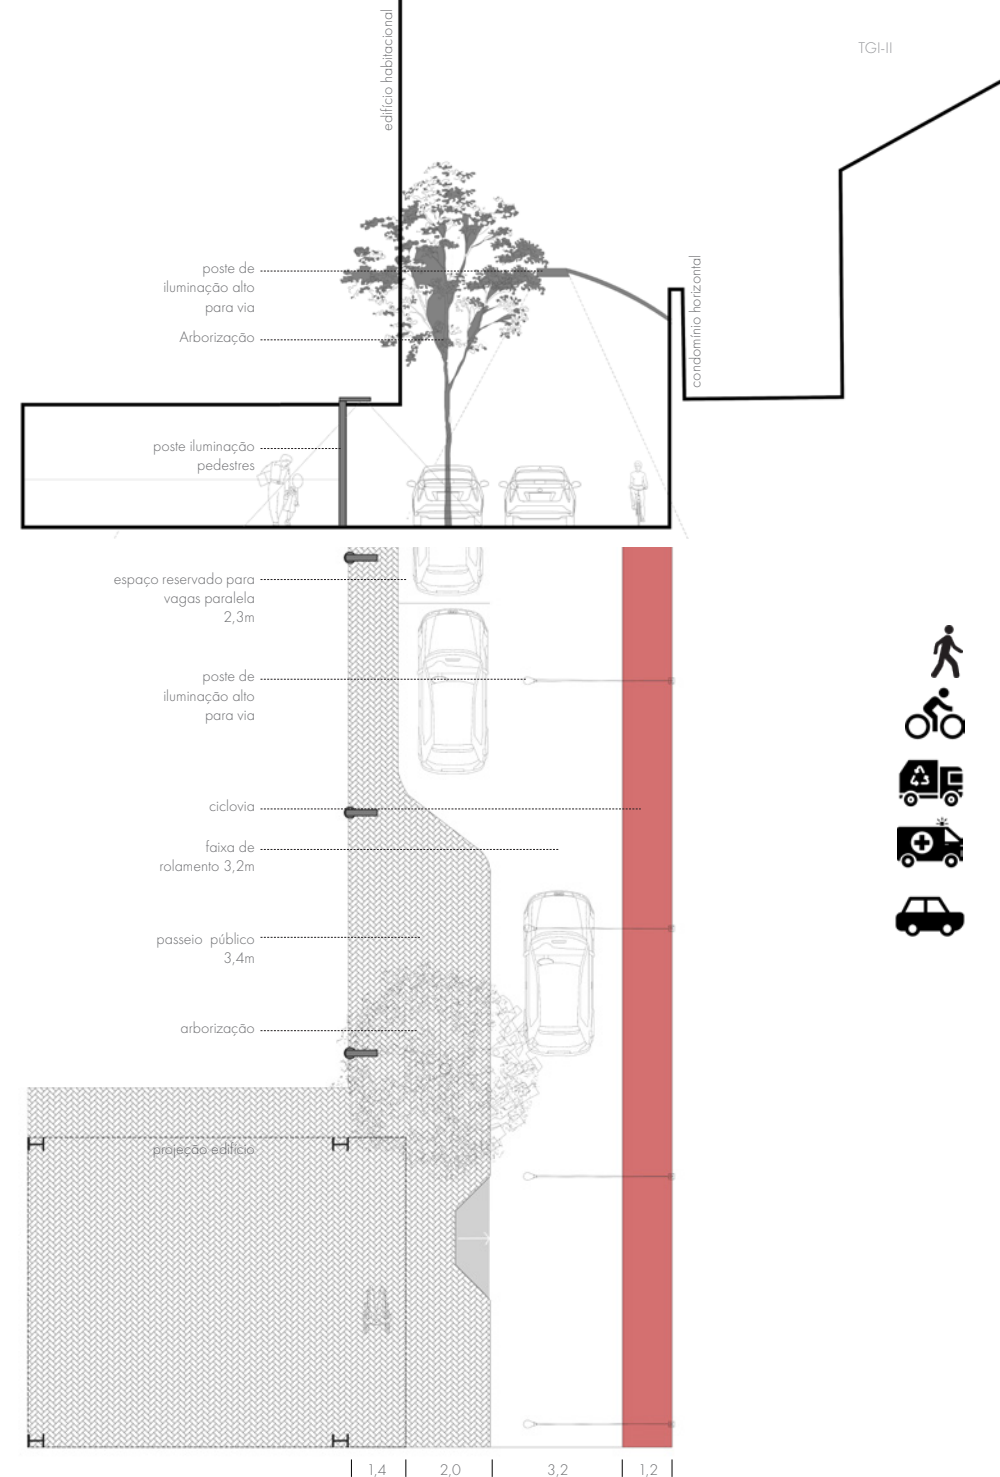 edifício habitacional
TGI-II
poste de
iluminação alto
para via
Arborização
condomínio horizontal
poste iluminação
pedestres
espaço reservado para
vagas paralela
2,3m
poste de
iluminação alto
para via
ciclovia
faixa de
rolamento 3,2m
passeio público
3,4m
arborização
projeção edifício
1,4
2,0
3,2
1,2